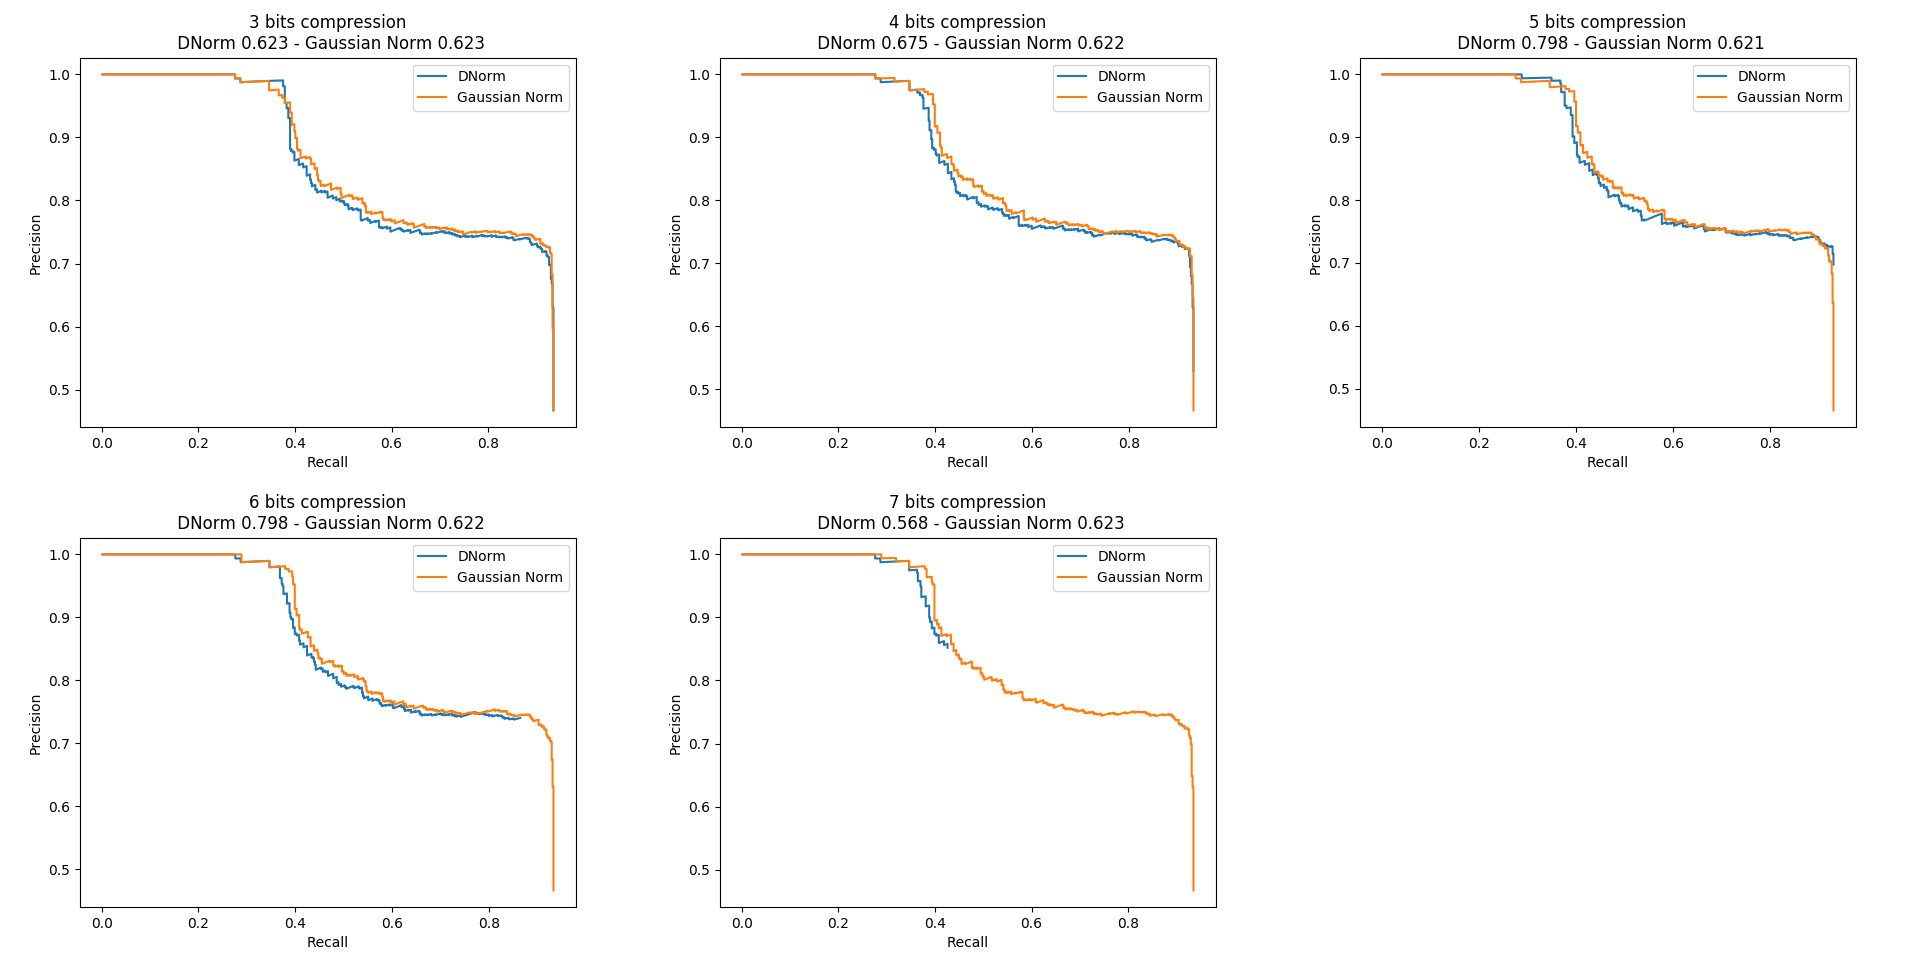 3 bits compression
DNorm 0.623 - Gaussian Norm 0.623
1.0
0.9
0.8
0.7
0.6
0.5
Precision
DNorm
Gaussian Norm
0.0 0.2 0.4 0.6 0.8
Recall
4 bits compression
DNorm 0.675 - Gaussian Norm 0.622
1.0
0.9
0.8
0.7
0.6
0.5
Precision
DNorm
Gaussian Norm
0.0 0.2 0.4 0.6 0.8
Recall
5 bits compression
DNorm 0.798 - Gaussian Norm 0.621
1.0
0.9
0.8
0.7
0.6
0.5
Precision
DNorm
Gaussian Norm
0.0 0.2 0.4 0.6 0.8
Recall
6 bits compression
DNorm 0.798 - Gaussian Norm 0.622
1.0
0.9
0.8
0.7
0.6
0.5
Precision
DNorm
Gaussian Norm
0.0 0.2 0.4 0.6 0.8
Recall
7 bits compression
DNorm 0.568 - Gaussian Norm 0.623
1.0
0.9
0.8
0.7
0.6
0.5
Precision
DNorm
Gaussian Norm
0.0 0.2 0.4 0.6 0.8
Recall